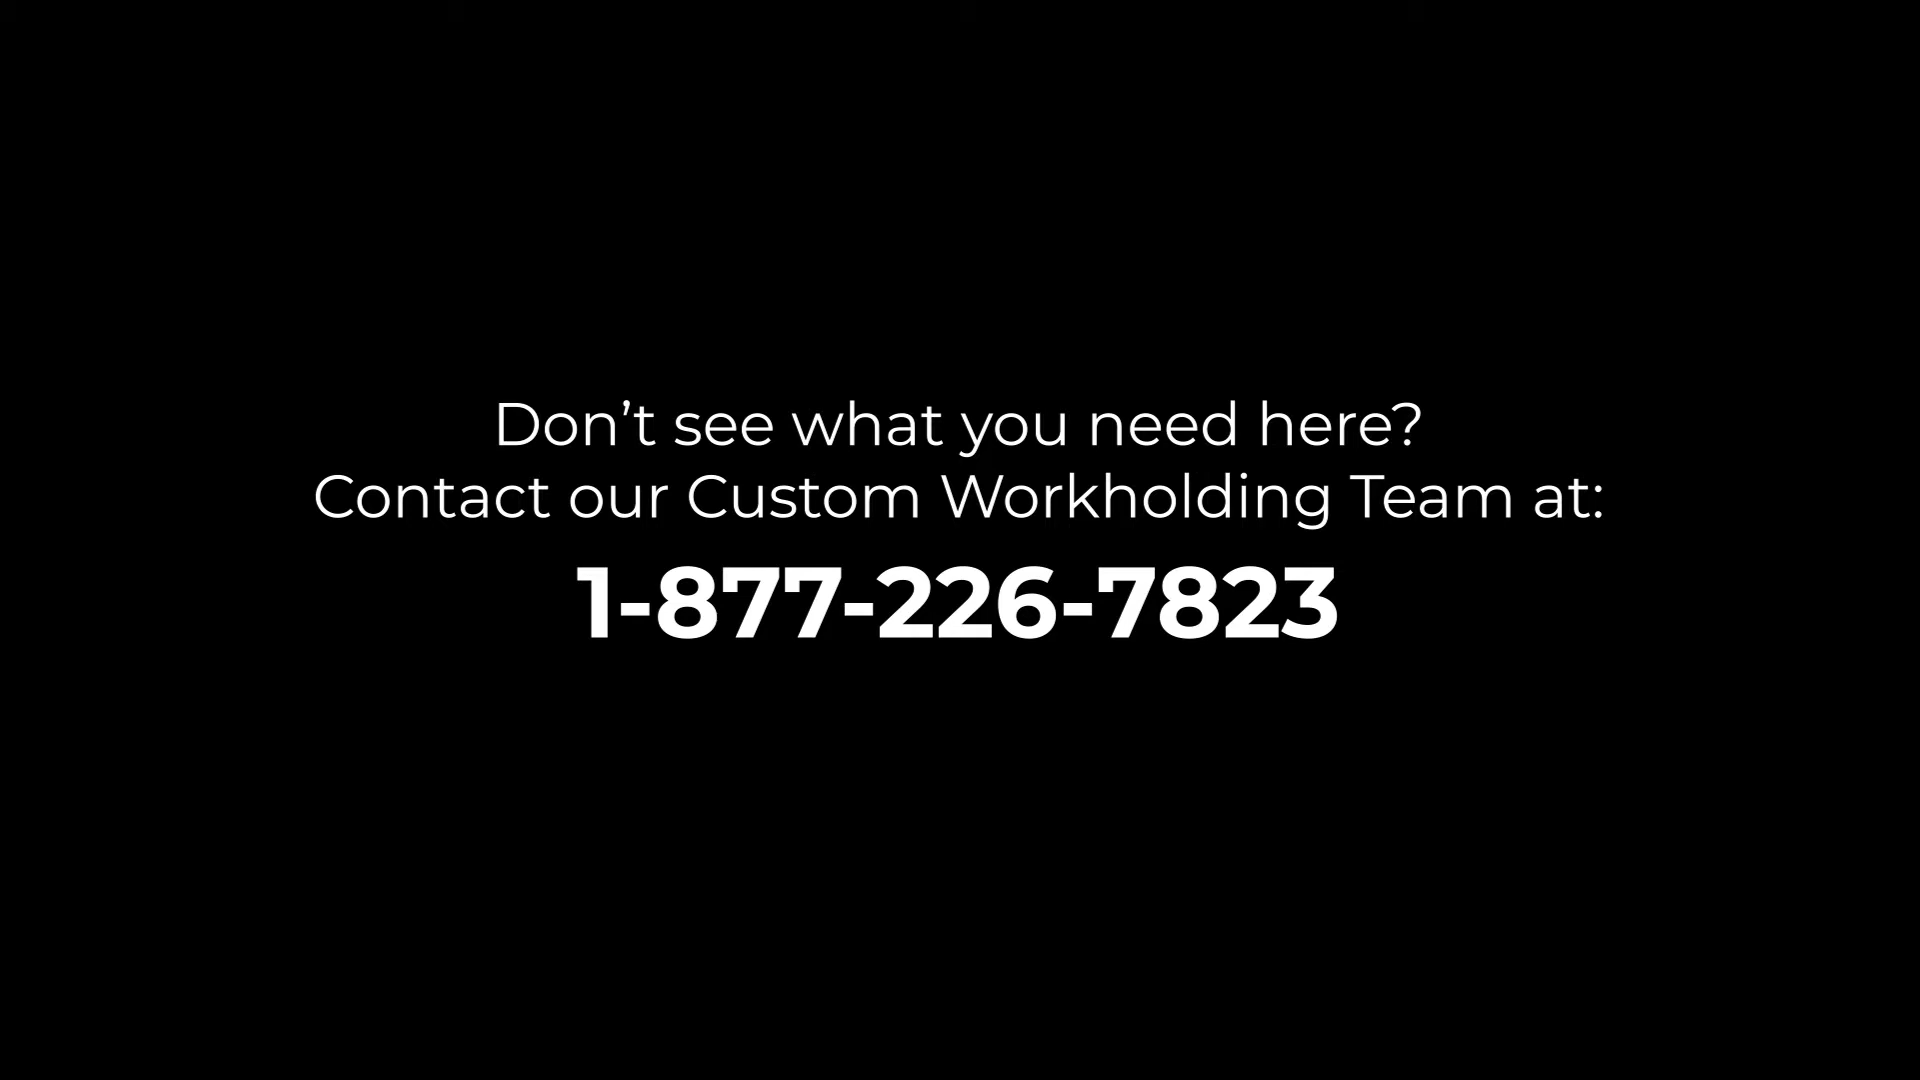 Don’t see what you need here?
Contact our Custom Workholding Team at:
1-877-226-7823